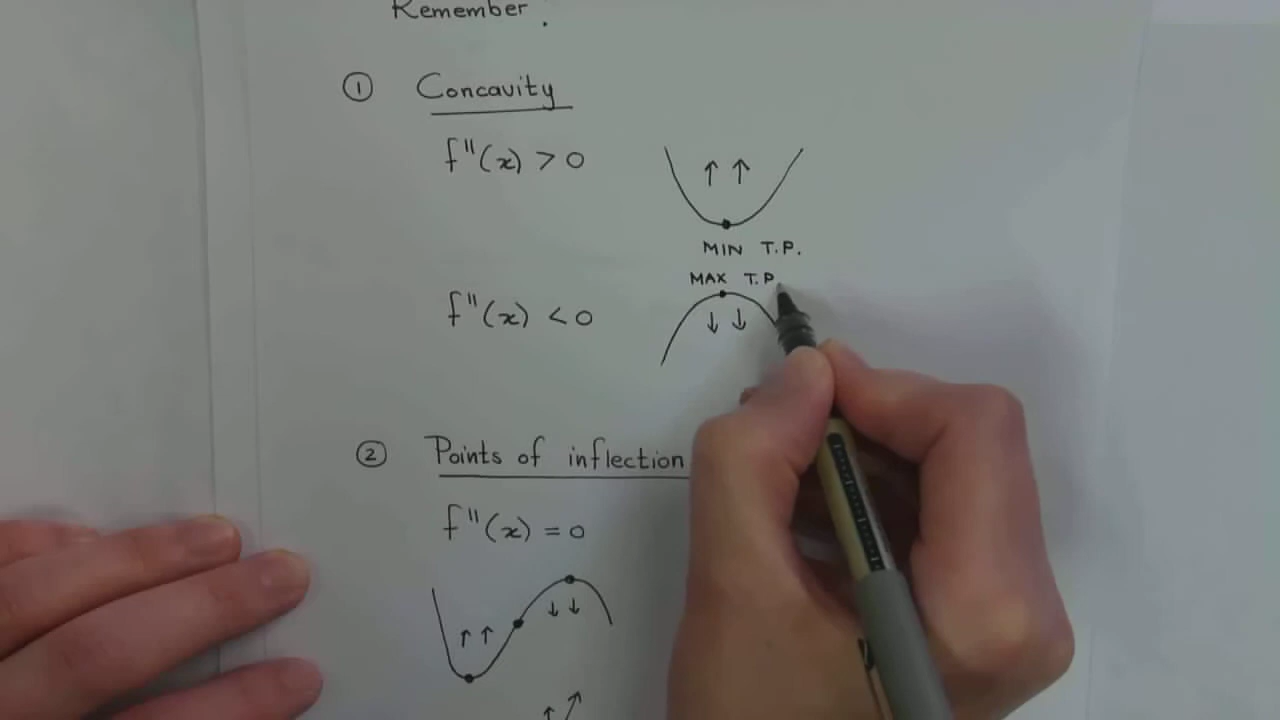 Remember.
① Concavity
f''(x) > 0
↑ ↑
MIN T.P.
MAX T.P
f''(x) < 0
↓ ↓
② Points of inflection
f''(x) = 0
↓ ↓
↑ ↑